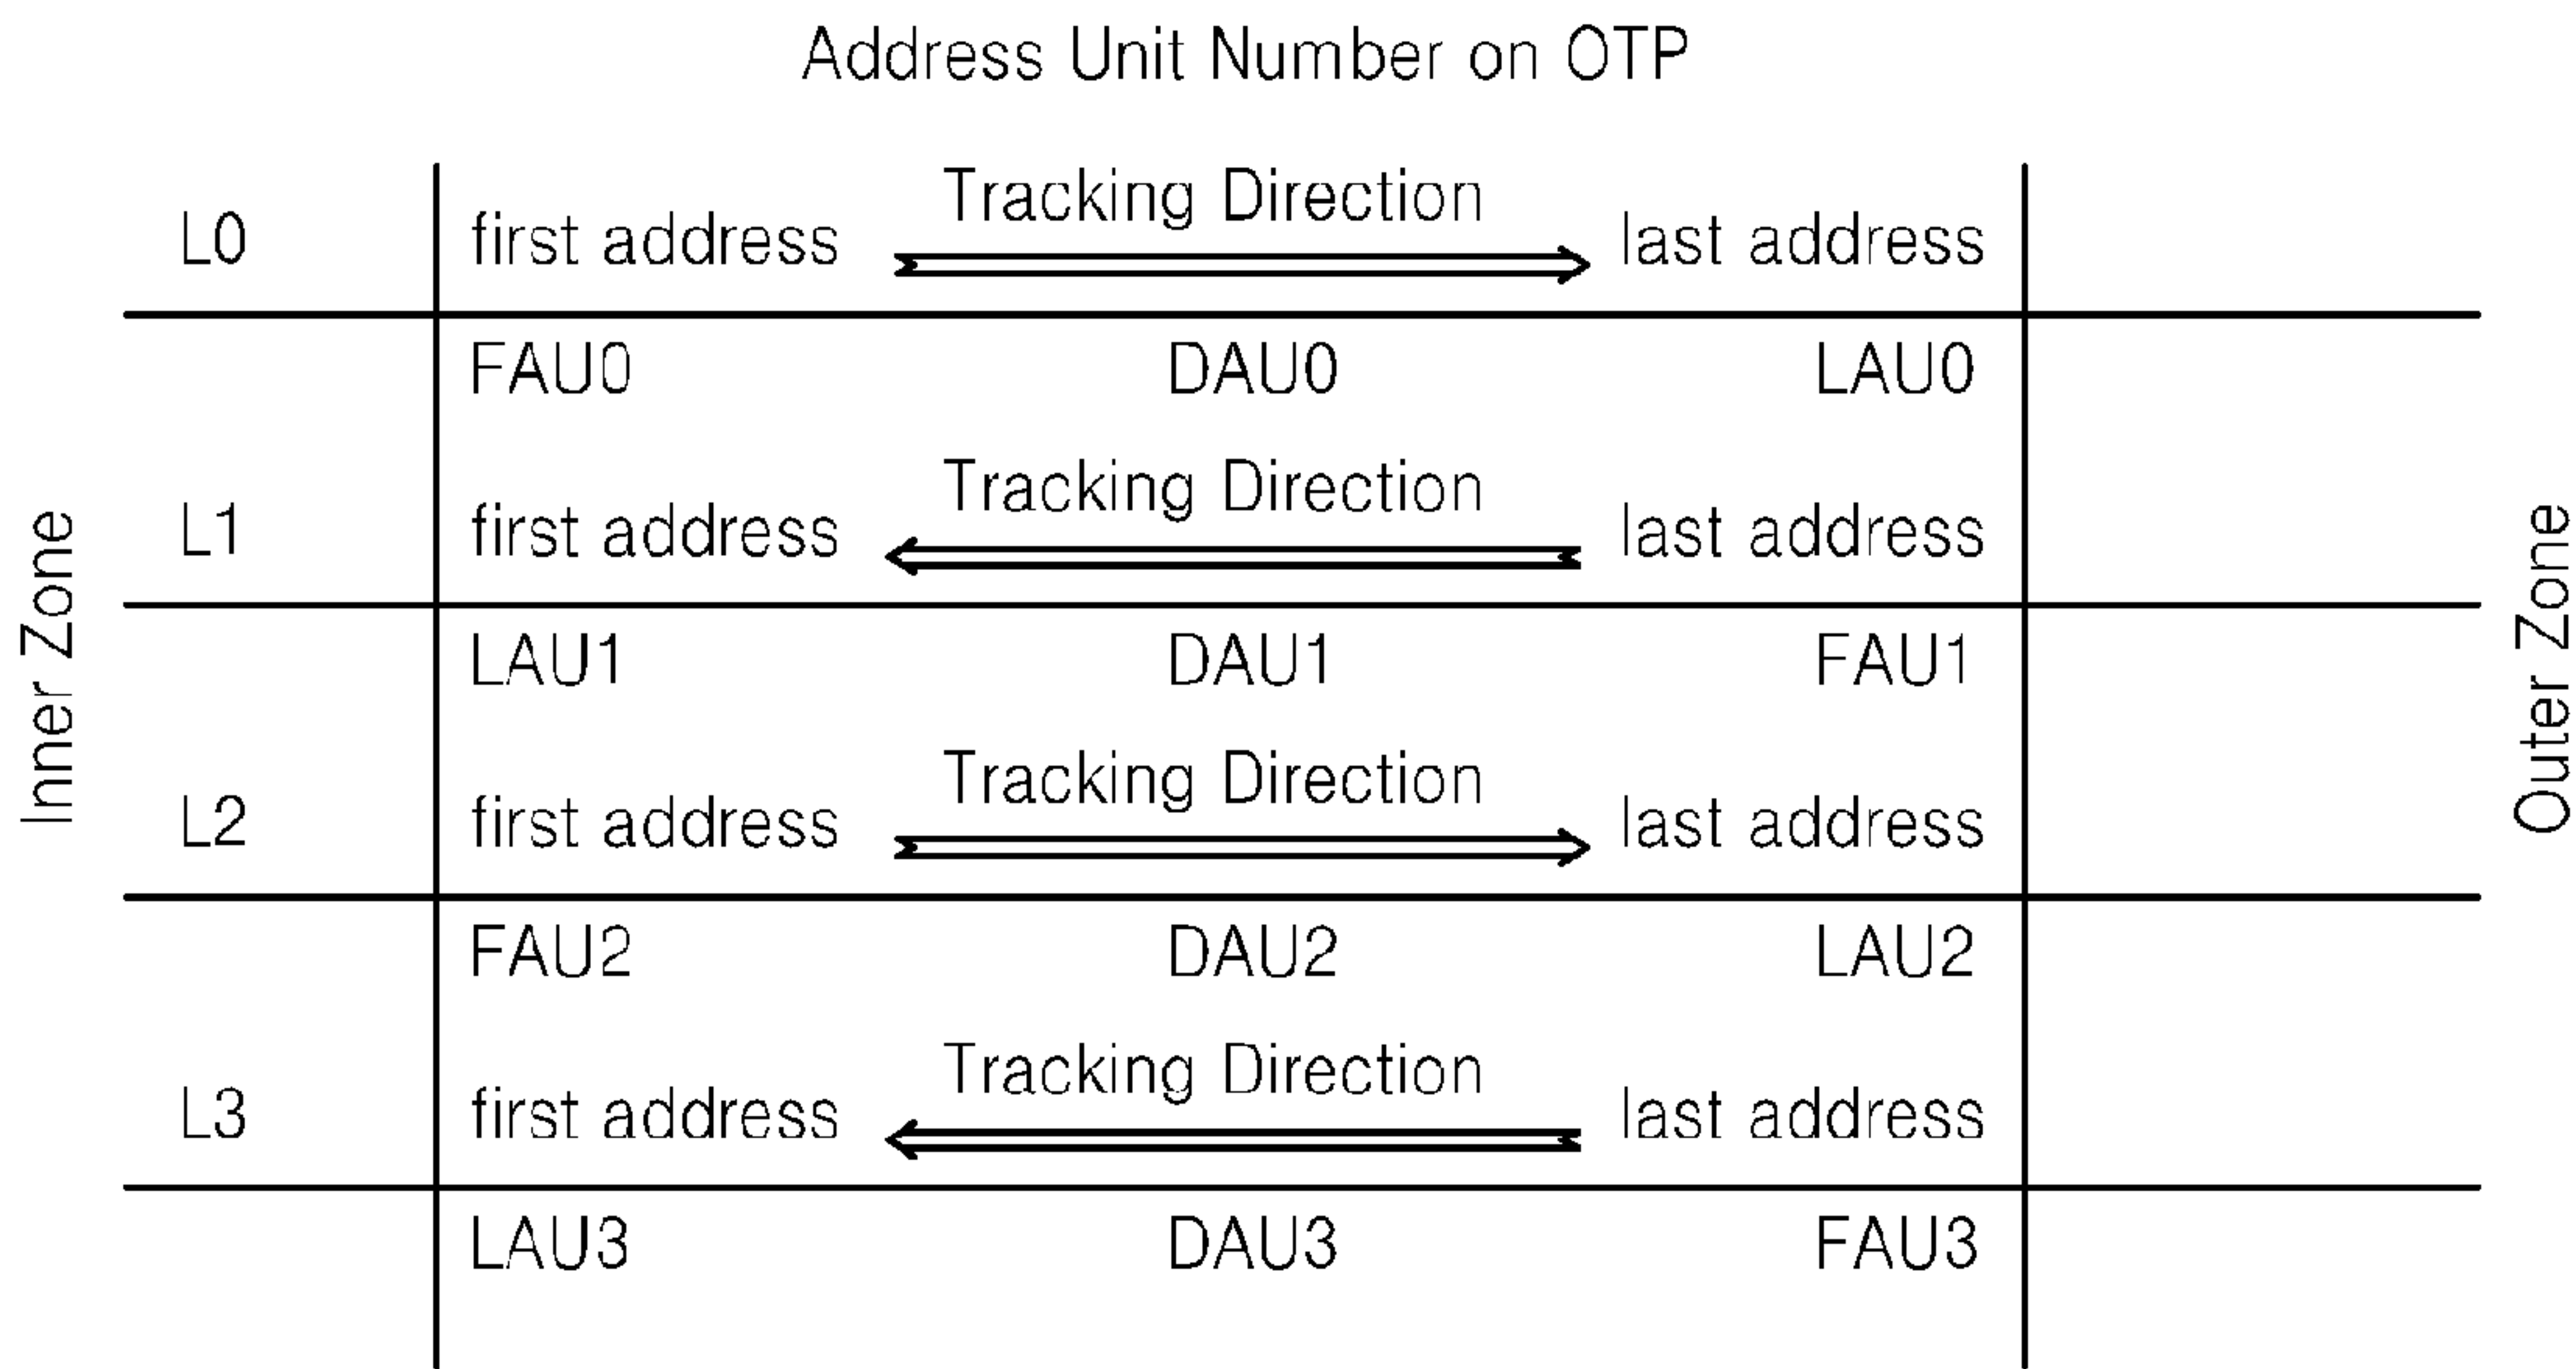 Address Unit Number on OTP
Tracking Direction
L0 first address last address
FAU0 DAU0 LAU0
Tracking Direction
L1 first address last address
LAU1 DAU1 FAU1
Tracking Direction
L2 first address last address
FAU2 DAU2 LAU2
Tracking Direction
L3 first address last address
LAU3 DAU3 FAU3
Inner Zone
Outer Zone